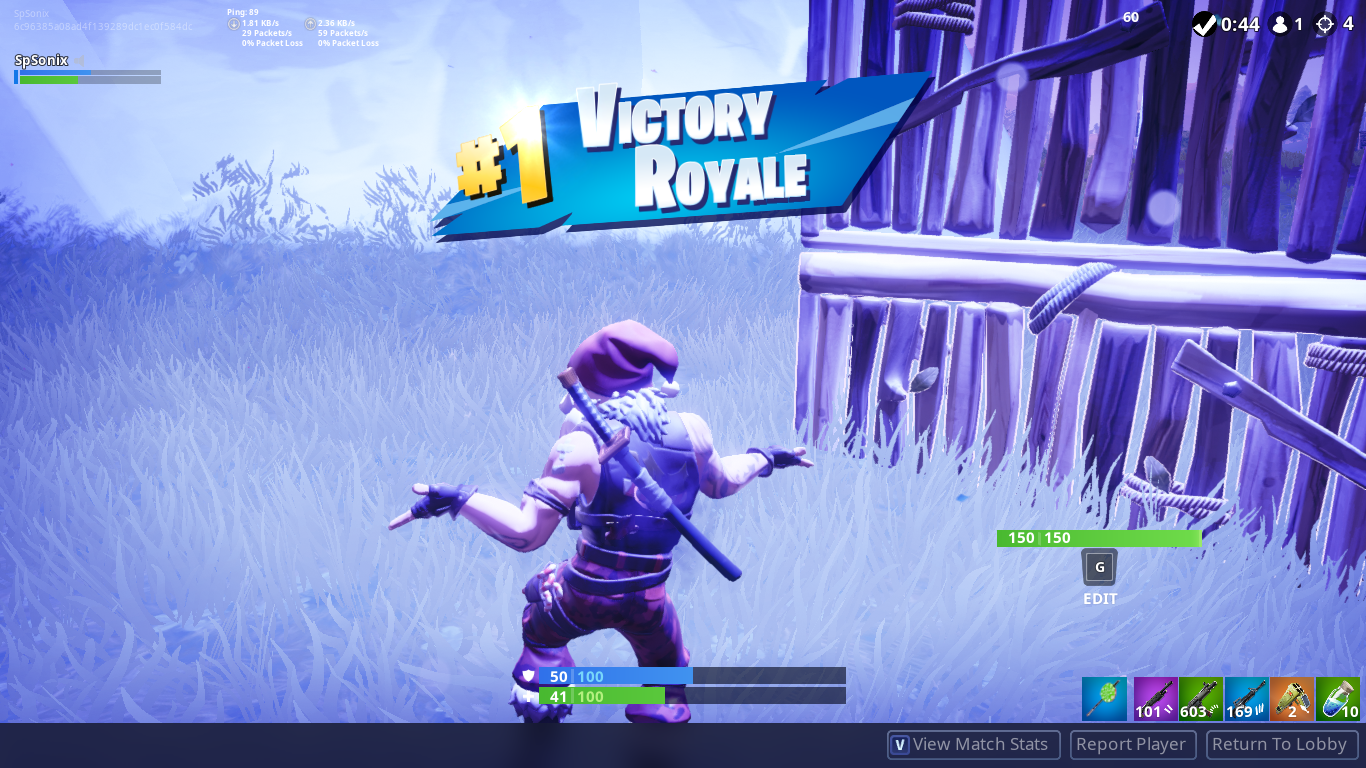 SpSonix
Ping: 89
1.81 KB/s
2.36 KB/s
29 Packets/s
59 Packets/s
0% Packet Loss
0% Packet Loss
60
0:44
1
4
SpSonix
#1
VICTORY
ROYALE
150 | 150
G
EDIT
50 | 100
41 | 100
101
603
169
2
10
V View Match Stats
Report Player
Return To Lobby